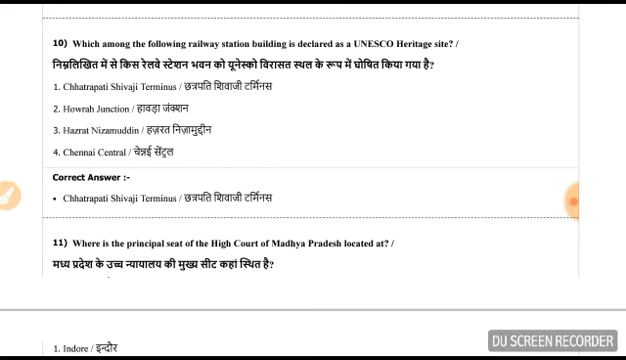 10) Which among the following railway station building is declared as a UNESCO Heritage site? /
निम्नलिखित में से किस रेलवे स्टेशन भवन को यूनेस्को विरासत स्थल के रूप में घोषित किया गया है?
1. Chhatrapati Shivaji Terminus / छत्रपति शिवाजी टर्मिनस
2. Howrah Junction / हावड़ा जंक्शन
3. Hazrat Nizamuddin / हज़रत निज़ामुद्दीन
4. Chennai Central / चेन्नई सेंट्रल
Correct Answer :-
• Chhatrapati Shivaji Terminus / छत्रपति शिवाजी टर्मिनस
11) Where is the principal seat of the High Court of Madhya Pradesh located at? /
मध्य प्रदेश के उच्च न्यायालय की मुख्य सीट कहां स्थित है?
1. Indore / इन्दौर
DU SCREEN RECORDER